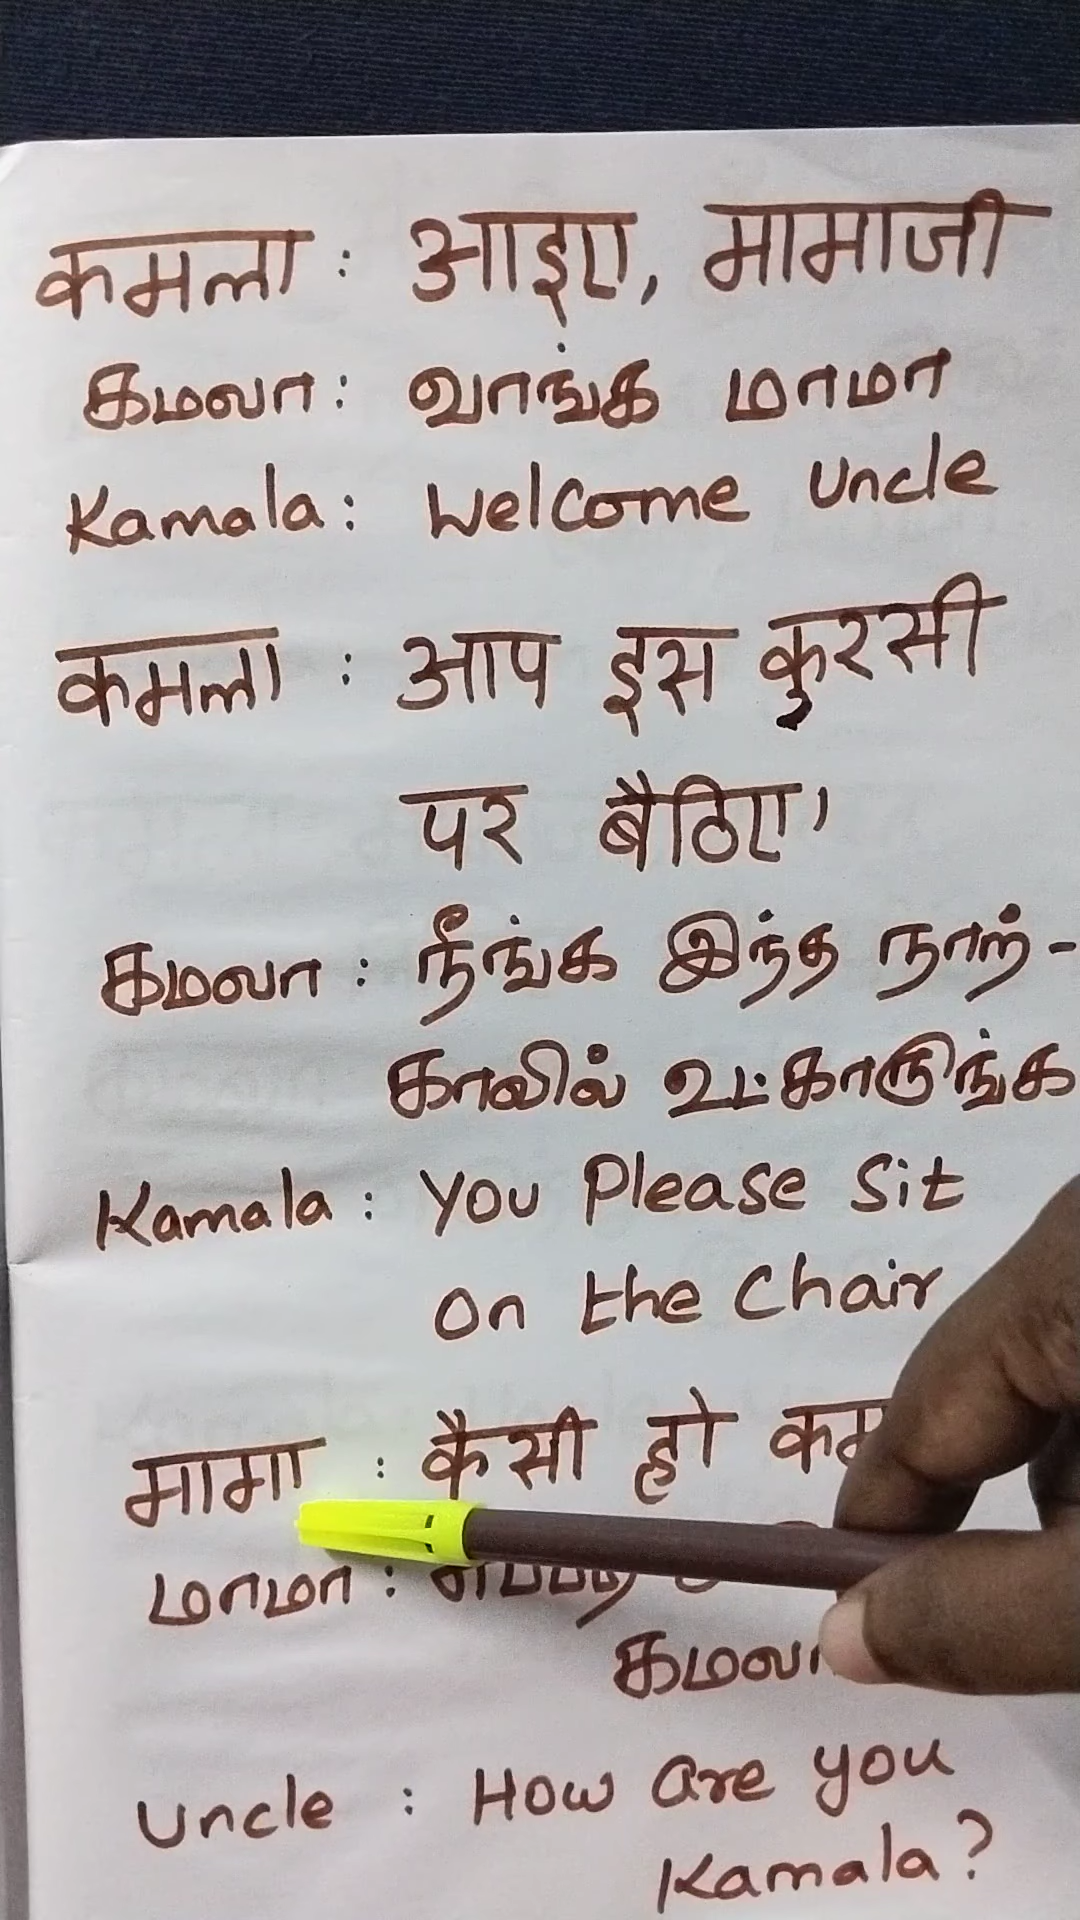 कमला : आइए, मामाजी
கமலா : வாங்க மாமா
Kamala : Welcome Uncle
कमला : आप इस कुरसी
पर बैठिए।
கமலா : நீங்க இந்த நாற் -
காலில் உட்காருங்க
Kamala : You Please Sit
on the Chair
मामा : कैसी हो
மாமா :
கமலா
Uncle : How are you
Kamala?